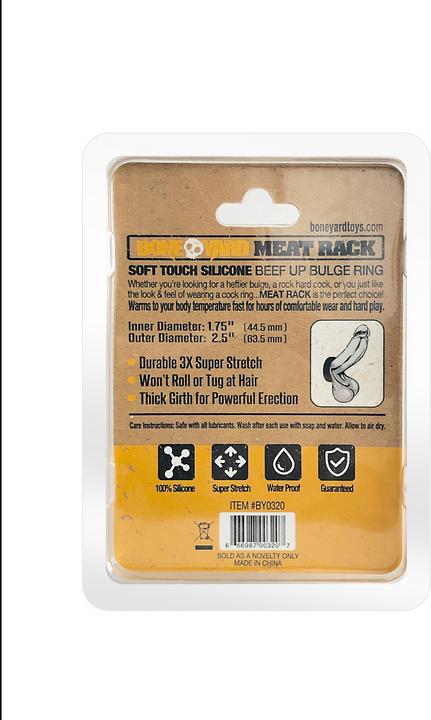 boneyardtoys.com
BONEYARD MEAT RACK
SOFT TOUCH SILICONE BEEF UP BULGE RING
Whether you're looking for a heftier bulge, a rock hard cock, or you just like
the look & feel of wearing a cock ring...MEAT RACK is the perfect choice!
Warms to your body temperature fast for hours of comfortable wear and hard play.
Inner Diameter: 1.75" (44.5 mm)
Outer Diameter: 2.5" (63.5 mm)
Durable 3X Super Stretch
Won't Roll or Tug at Hair
Thick Girth for Powerful Erection
Care Instructions: Safe with all lubricants. Wash after each use with soap and water. Allow to air dry.
100% Silicone Super Stretch Water Proof Guaranteed
ITEM #BY0320
6 66987 00320 7
SOLD AS A NOVELTY ONLY
MADE IN CHINA